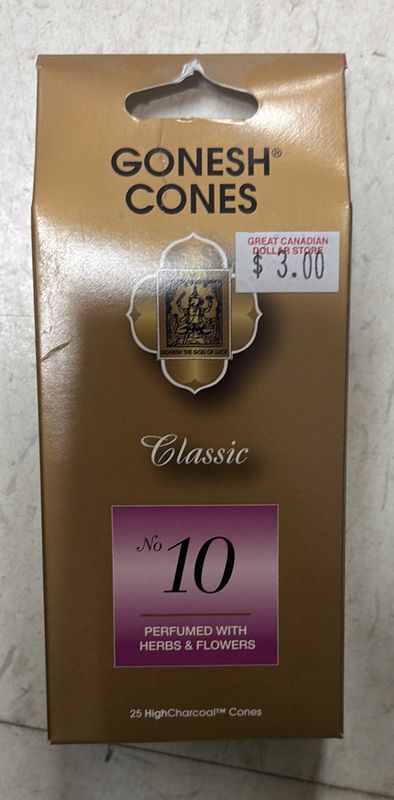 GONESH®
CONES
GREAT CANADIAN
DOLLAR STORE
$ 3.00
GONESH THE GOD OF LUCK
Classic
No 10
PERFUMED WITH
HERBS & FLOWERS
25 HighCharcoal™ Cones